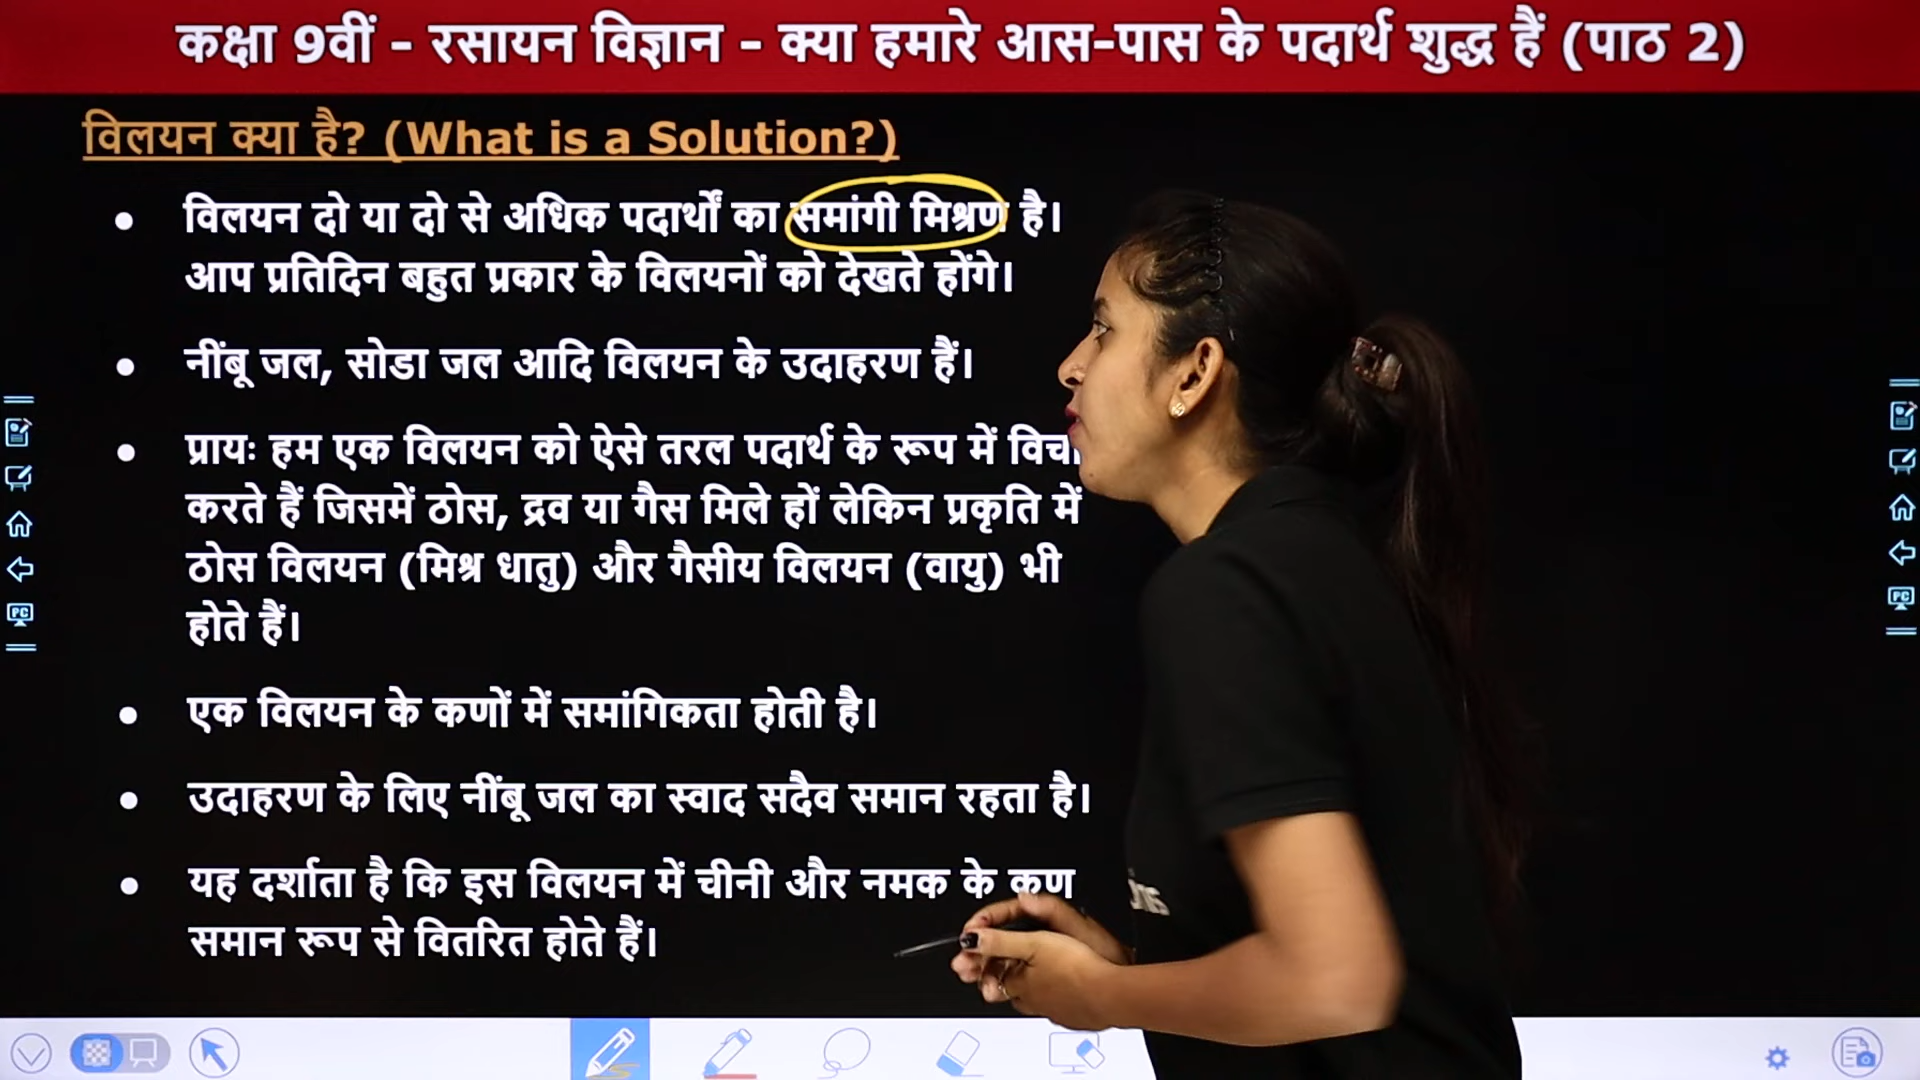 कक्षा 9वीं - रसायन विज्ञान - क्या हमारे आस-पास के पदार्थ शुद्ध हैं (पाठ 2)
विलयन क्या है? (What is a Solution?)
• विलयन दो या दो से अधिक पदार्थों का समांगी मिश्रण है।
आप प्रतिदिन बहुत प्रकार के विलयनों को देखते होंगे।
• नींबू जल, सोडा जल आदि विलयन के उदाहरण हैं।
• प्रायः हम एक विलयन को ऐसे तरल पदार्थ के रूप में
करते हैं जिसमें ठोस, द्रव या गैस मिले हों लेकिन प्रकृति में
ठोस विलयन (मिश्र धातु) और गैसीय विलयन (वायु) भी
होते हैं।
• एक विलयन के कणों में समांगिकता होती है।
• उदाहरण के लिए नींबू जल का स्वाद सदैव समान रहता है।
• यह दर्शाता है कि इस विलयन में चीनी और नमक के कण
समान रूप से वितरित होते हैं।
PC
PC